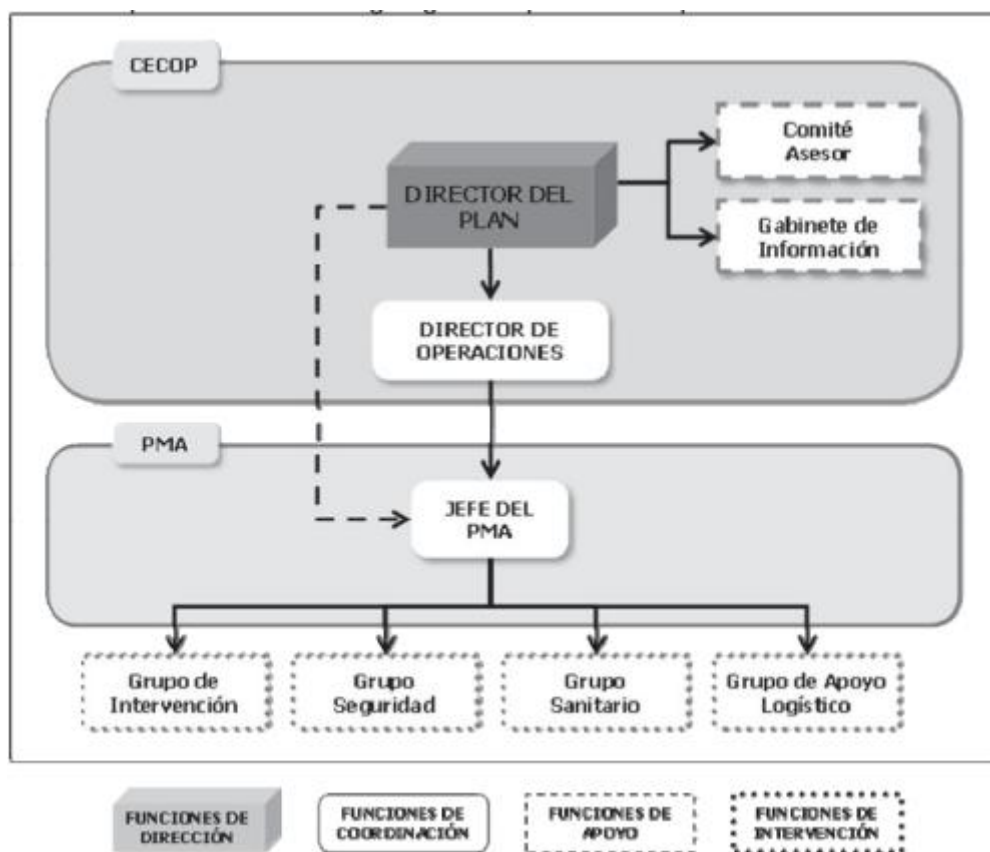 CECOP
Comité
Asesor
DIRECTOR DEL
PLAN
Gabinete de
Información
DIRECTOR DE
OPERACIONES
PMA
JEFE DEL
PMA
Grupo de
Intervención
Grupo
Seguridad
Grupo
Sanitario
Grupo de Apoyo
Logístico
FUNCIONES DE
DIRECCIÓN
FUNCIONES DE
COORDINACIÓN
FUNCIONES DE
APOYO
FUNCIONES DE
INTERVENCIÓN